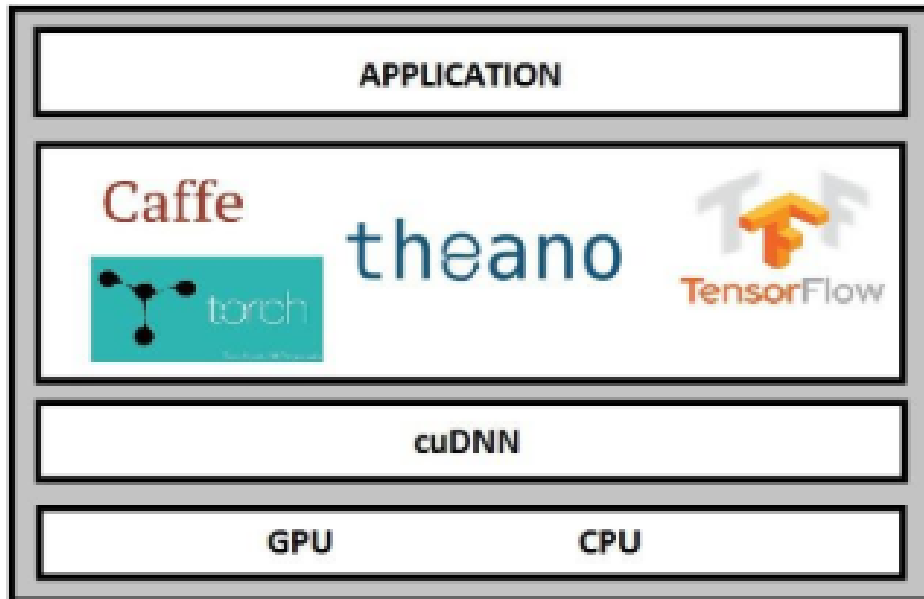 APPLICATION
Caffe
theano
TensorFlow
torch
cuDNN
GPU CPU